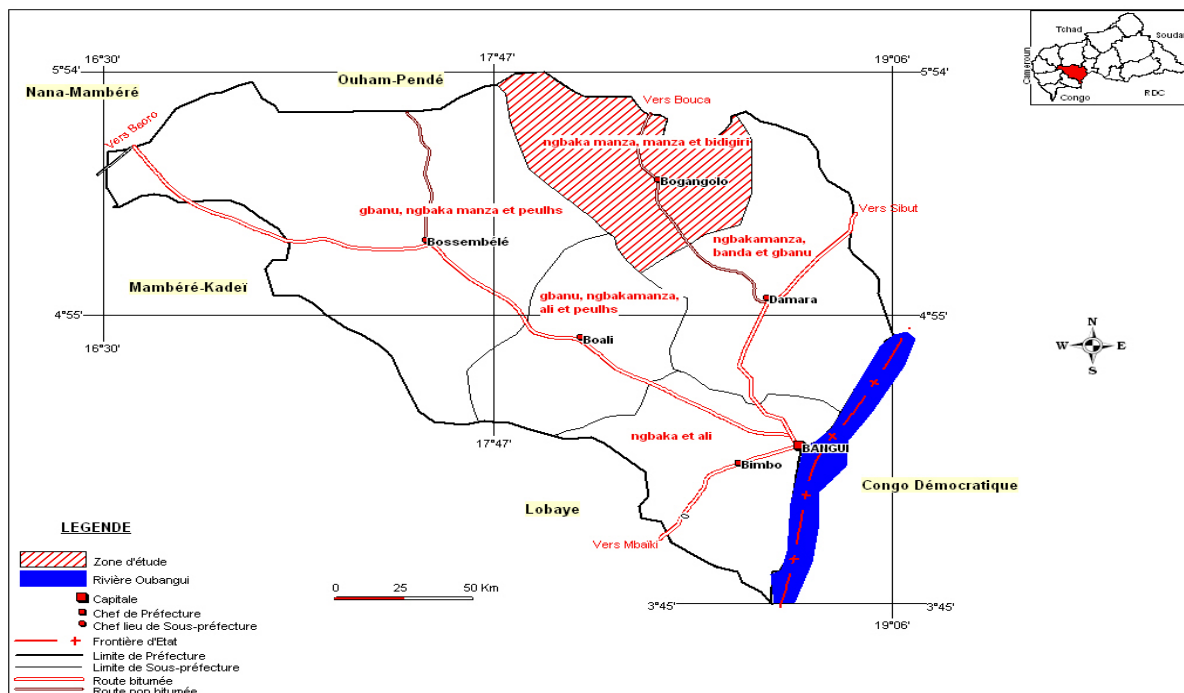 Tchad
Soudan
Cameroun
Congo
RDC
16°30'
17°47'
19°06'
5°54'
5°54'
Ouham-Pendé
Nana-Mambéré
Vers Baoro
Vers Bouca
ngbaka manza, manza et bidigiri
Bogangolo
gbanu, ngbaka manza et peulhs
Vers Sibut
Bossembélé
ngbakamanza,
banda et gbanu
Mambéré-Kadeï
gbanu, ngbakamanza,
ali et peulhs
Damara
4°55'
4°55'
16°30'
Boali
N
W
E
S
17°47'
ngbaka et ali
BANGUI
Bimbo
Congo Démocratique
Lobaye
Vers Mbaïki
3°45'
3°45'
19°06'
LEGENDE
Zone d'étude
Rivière Oubangui
Capitale
Chef de Préfecture
Chef lieu de Sous-préfecture
Frontière d'Etat
Limite de Préfecture
Limite de Sous-préfecture
Route bitumée
Route non bitumée
0 25 50 Km